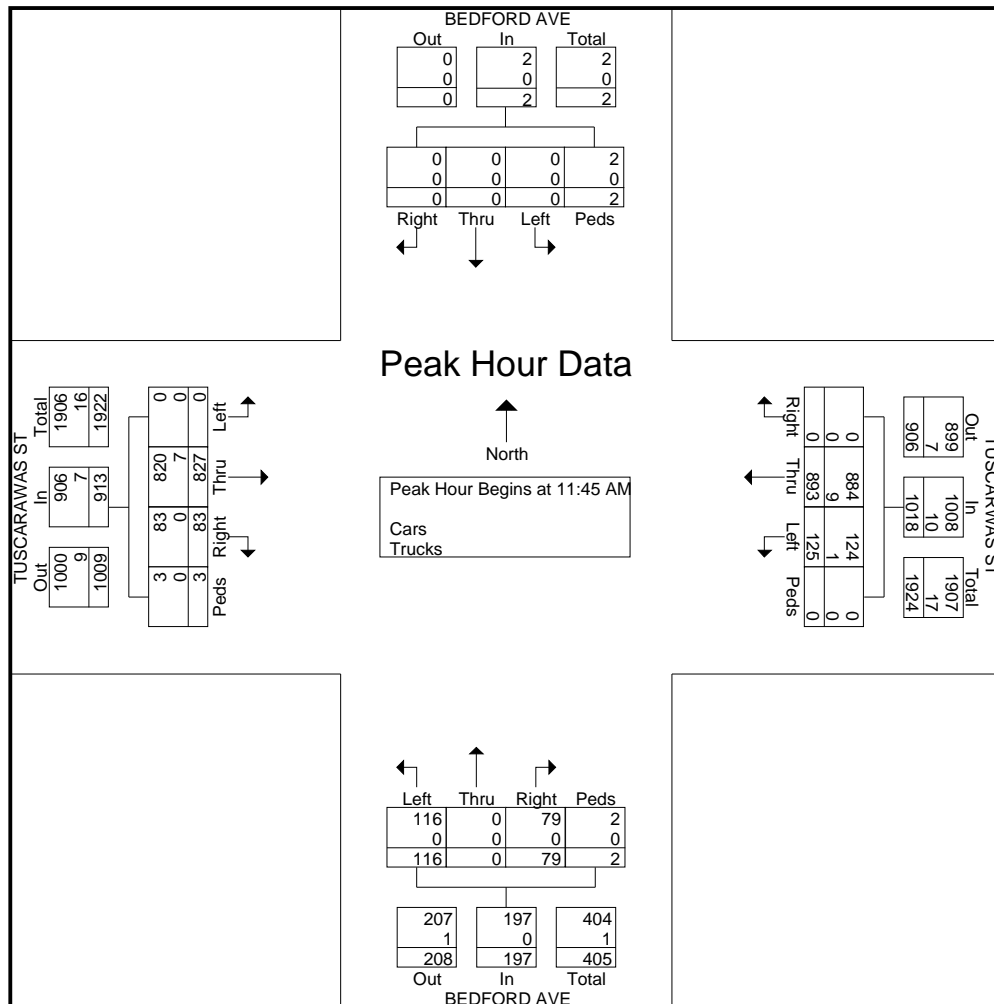 BEDFORD AVE
Out In Total
0 2 2
0 0 0
0 2 2
0 0 0 2
0 0 0 0
0 0 0 2
Right Thru Left Peds
Peak Hour Data
North
Peak Hour Begins at 11:45 AM
Cars
Trucks
TUSCARAWAS ST
Total In Out
1906 906 1000
16 7 9
1922 913 1009
0 820 83 3
0 7 0 0
0 827 83 3
Left Thru Right Peds
TUSCARWAS ST
Out In Total
899 1008 1907
7 10 17
906 1018 1924
0 884 124 0
0 9 1 0
0 893 125 0
Right Thru Left Peds
Left Thru Right Peds
116 0 79 2
0 0 0 0
116 0 79 2
207 197 404
1 0 1
208 197 405
Out In Total
BEDFORD AVE